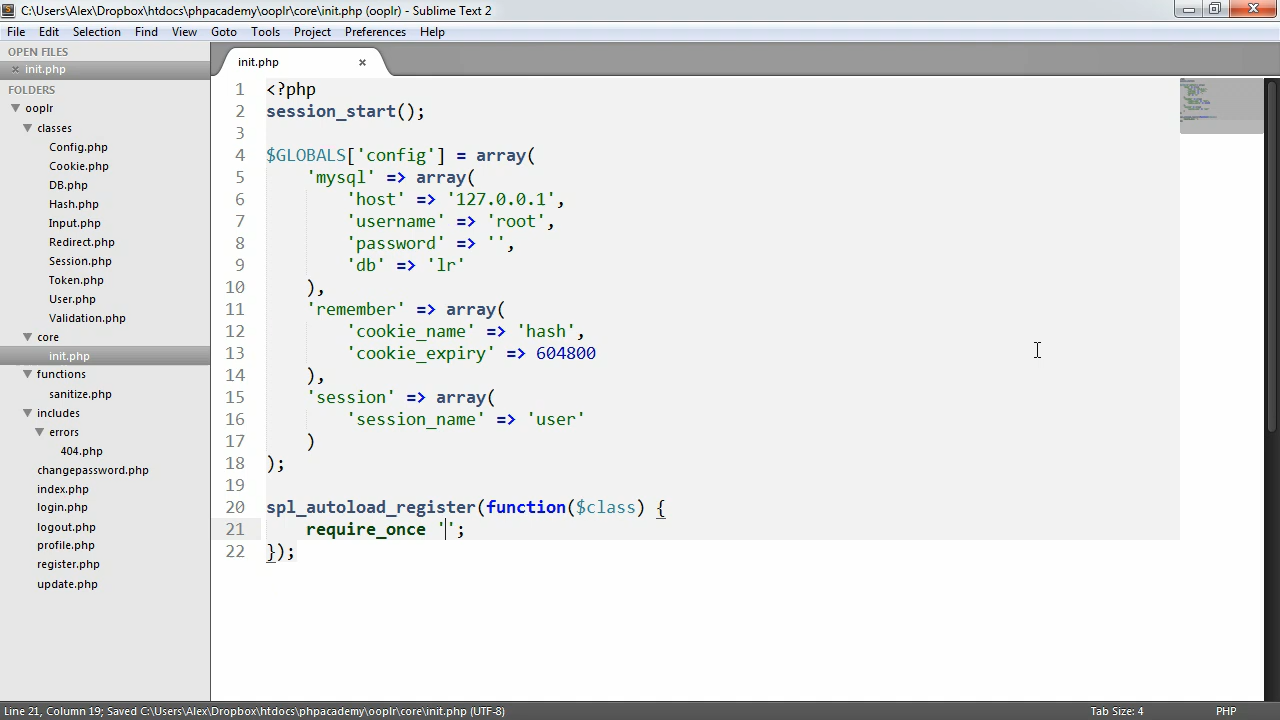 C:\Users\Alex\Dropbox\htdocs\phpacademy\ooplr\core\init.php (ooplr) - Sublime Text 2
File Edit Selection Find View Goto Tools Project Preferences Help
OPEN FILES
× init.php
FOLDERS
ooplr
classes
Config.php
Cookie.php
DB.php
Hash.php
Input.php
Redirect.php
Session.php
Token.php
User.php
Validation.php
core
init.php
functions
sanitize.php
includes
errors
404.php
changepassword.php
index.php
login.php
logout.php
profile.php
register.php
update.php
init.php ×
1 <?php
2 session_start();
3
4 $GLOBALS['config'] = array(
5 'mysql' => array(
6 'host' => '127.0.0.1',
7 'username' => 'root',
8 'password' => '',
9 'db' => 'lr'
10 ),
11 'remember' => array(
12 'cookie_name' => 'hash',
13 'cookie_expiry' => 604800
14 ),
15 'session' => array(
16 'session_name' => 'user'
17 )
18 );
19
20 spl_autoload_register(function($class) {
21 require_once '';
22 });
Line 21, Column 19; Saved C:\Users\Alex\Dropbox\htdocs\phpacademy\ooplr\core\init.php (UTF-8) Tab Size: 4 PHP